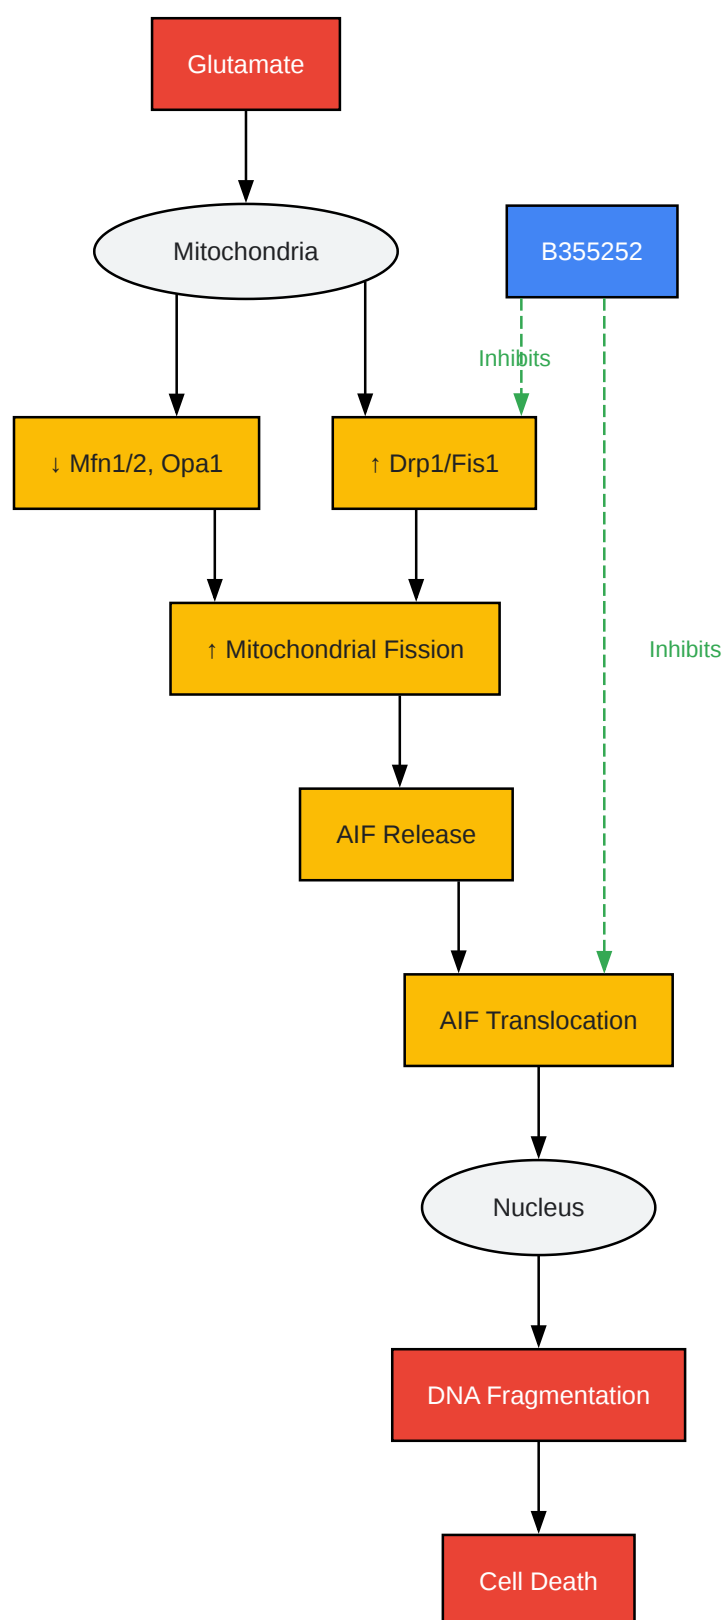 Glutamate
Mitochondria
B355252
Inhibits
↓ Mfn1/2, Opa1
↑ Drp1/Fis1
↑ Mitochondrial Fission
Inhibits
AIF Release
AIF Translocation
Nucleus
DNA Fragmentation
Cell Death